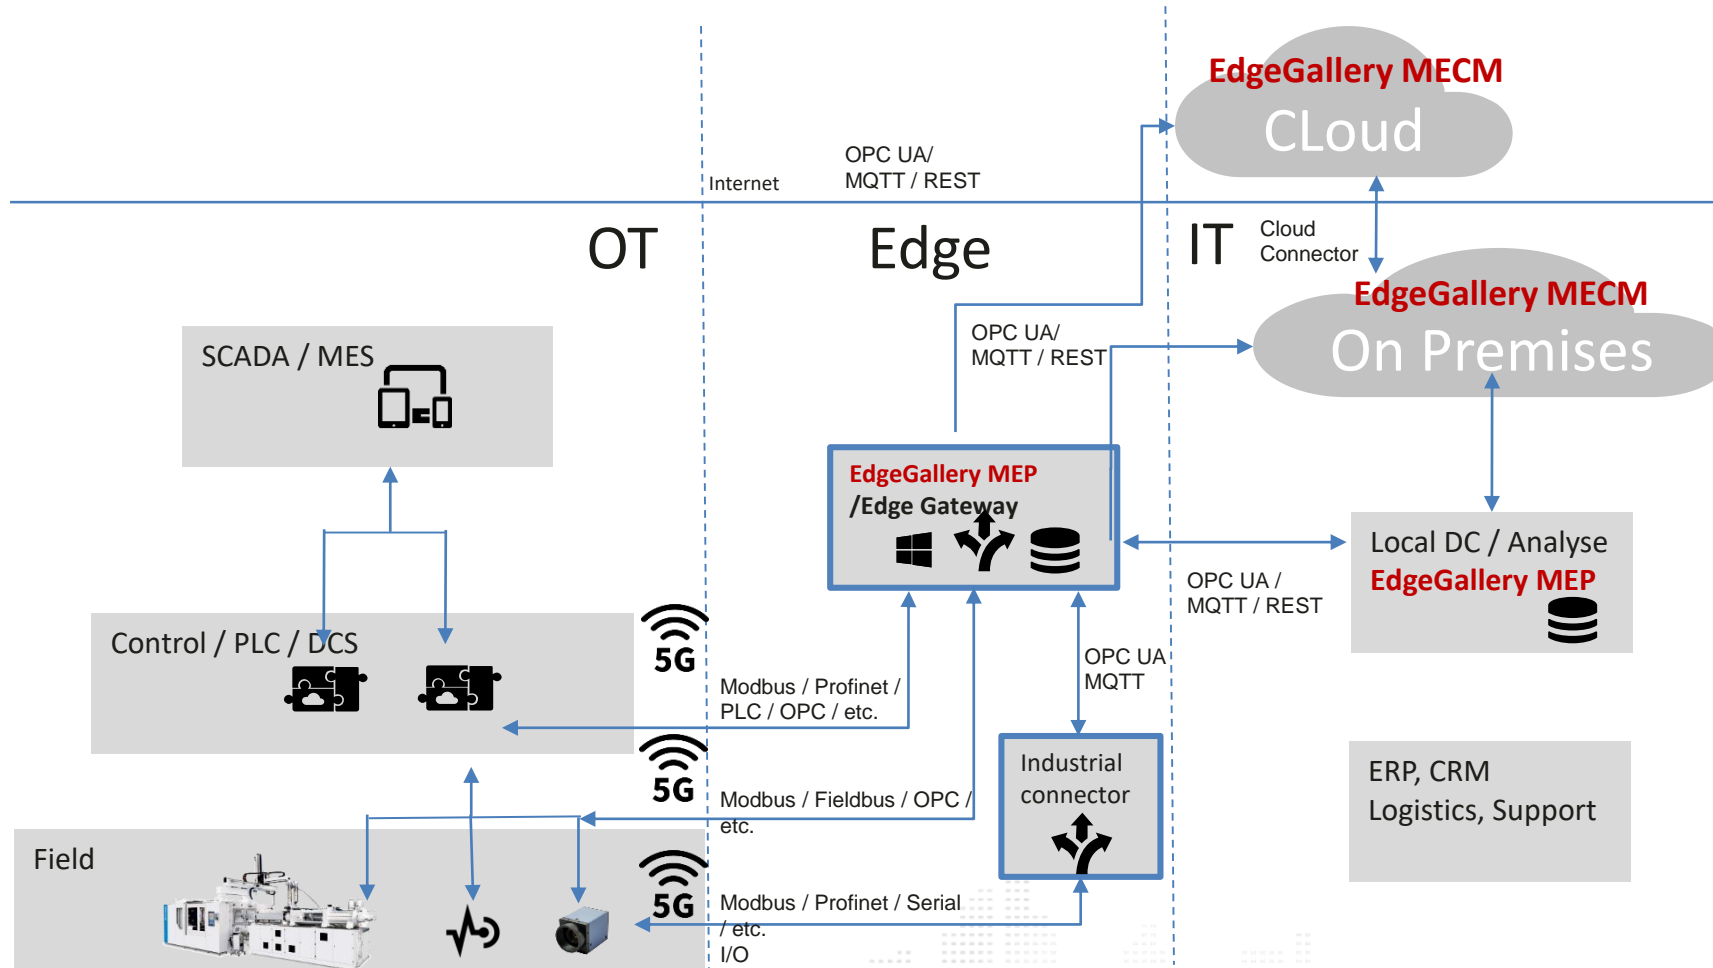 EdgeGallery MECM
CLoud
OPC UA/
MQTT / REST
Internet
OT
Edge
IT
Cloud
Connector
EdgeGallery MECM
On Premises
OPC UA/
MQTT / REST
SCADA / MES
EdgeGallery MEP
/Edge Gateway
Local DC / Analyse
EdgeGallery MEP
OPC UA /
MQTT / REST
Control / PLC / DCS
5G
OPC UA
MQTT
Modbus / Profinet /
PLC / OPC / etc.
5G
Industrial
connector
ERP, CRM
Logistics, Support
Modbus / Fieldbus / OPC /
etc.
Field
5G
Modbus / Profinet / Serial
/ etc.
I/O